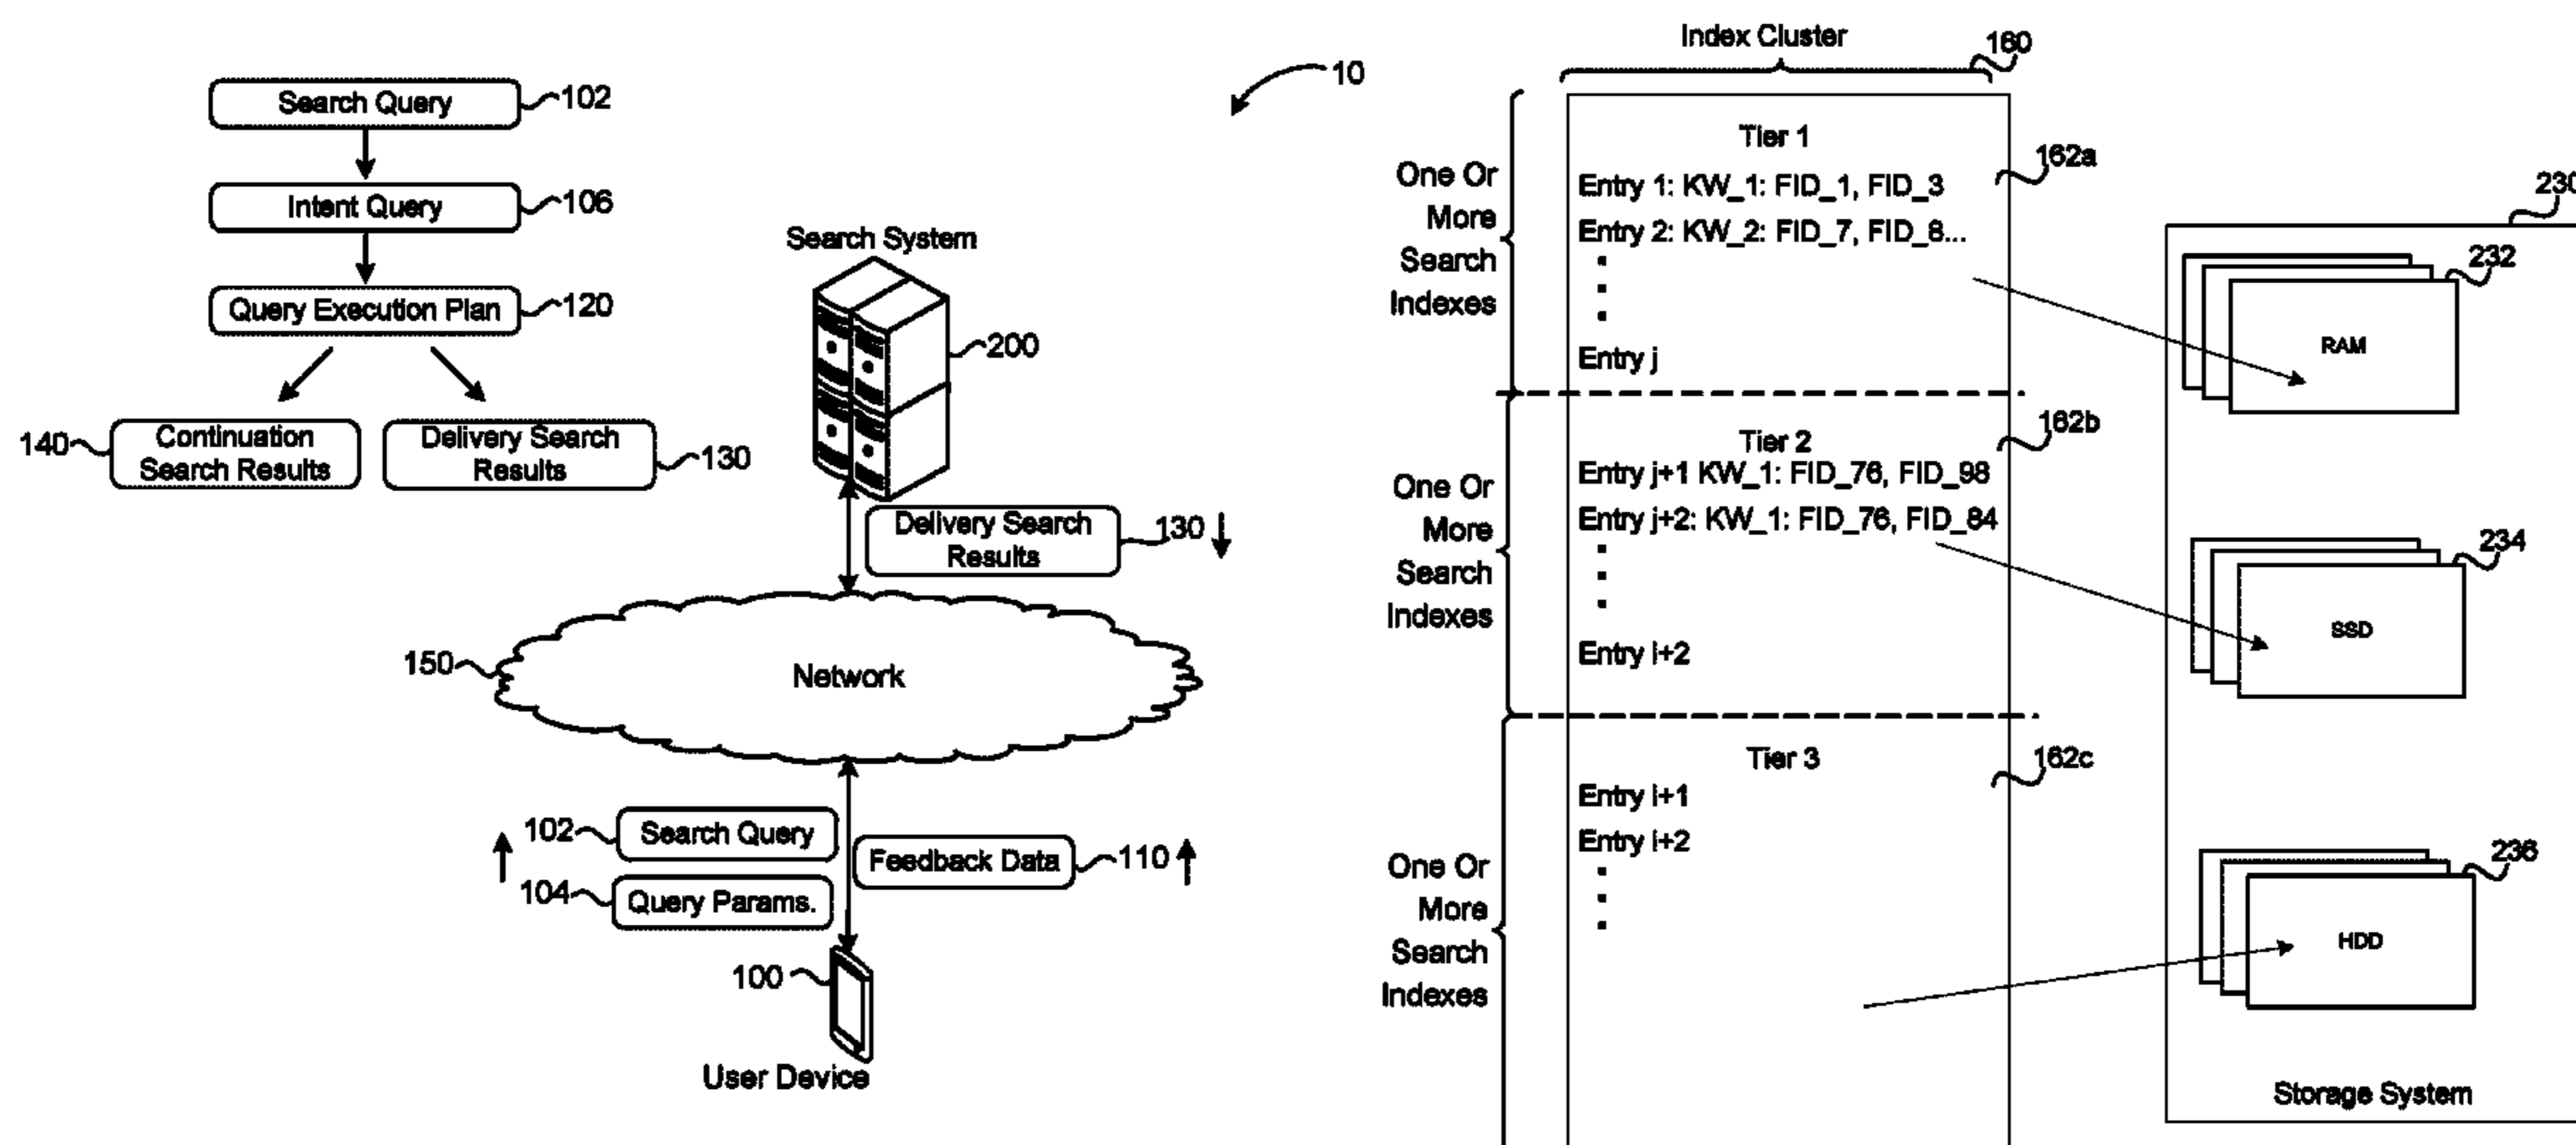 Search Query
102
Intent Query
106
Query Execution Plan
120
140
Continuation
Search Results
Delivery Search
Results
130
10
Search System
200
Delivery Search
Results
130
150
Network
102
Search Query
104
Query Params.
Feedback Data
110
100
User Device
Index Cluster
160
One Or
More
Search
Indexes
Tier 1
162a
Entry 1: KW_1: FID_1, FID_3
Entry 2: KW_2: FID_7, FID_8...
Entry j
One Or
More
Search
Indexes
Tier 2
162b
Entry j+1 KW_1: FID_76, FID_98
Entry j+2: KW_1: FID_76, FID_84
Entry i+2
One Or
More
Search
Indexes
Tier 3
162c
Entry i+1
Entry i+2
230
232
RAM
234
SSD
236
HDD
Storage System